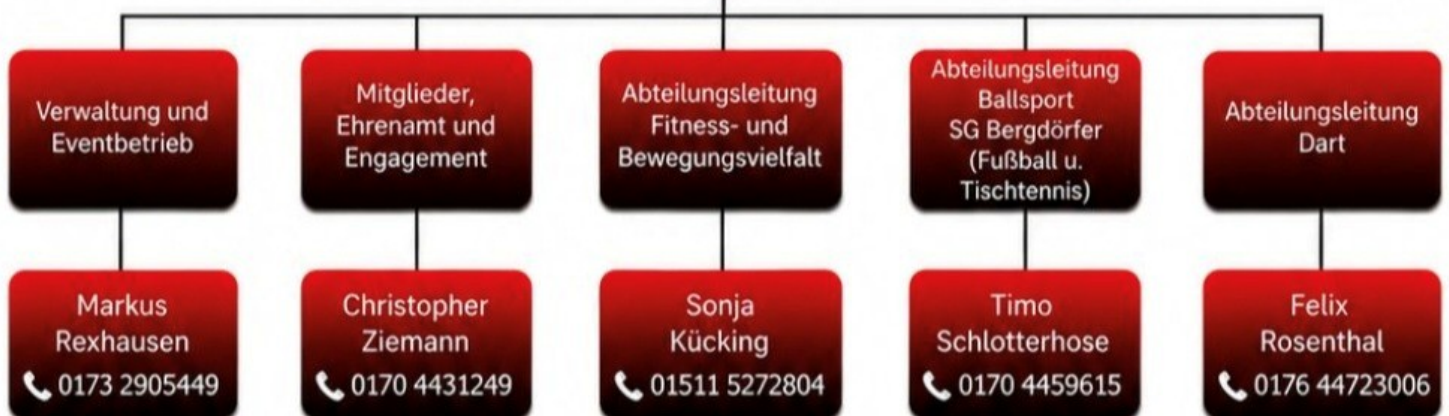 Verwaltung und
Eventbetrieb
Mitglieder,
Ehrenamt und
Engagement
Abteilungsleitung
Fitness- und
Bewegungsvielfalt
Abteilungsleitung
Ballsport
SG Bergdörfer
(Fußball u.
Tischtennis)
Abteilungsleitung
Dart
Markus
Rexhausen
0173 2905449
Christopher
Ziemann
0170 4431249
Sonja
Kücking
01511 5272804
Timo
Schlotterhose
0170 4459615
Felix
Rosenthal
0176 44723006